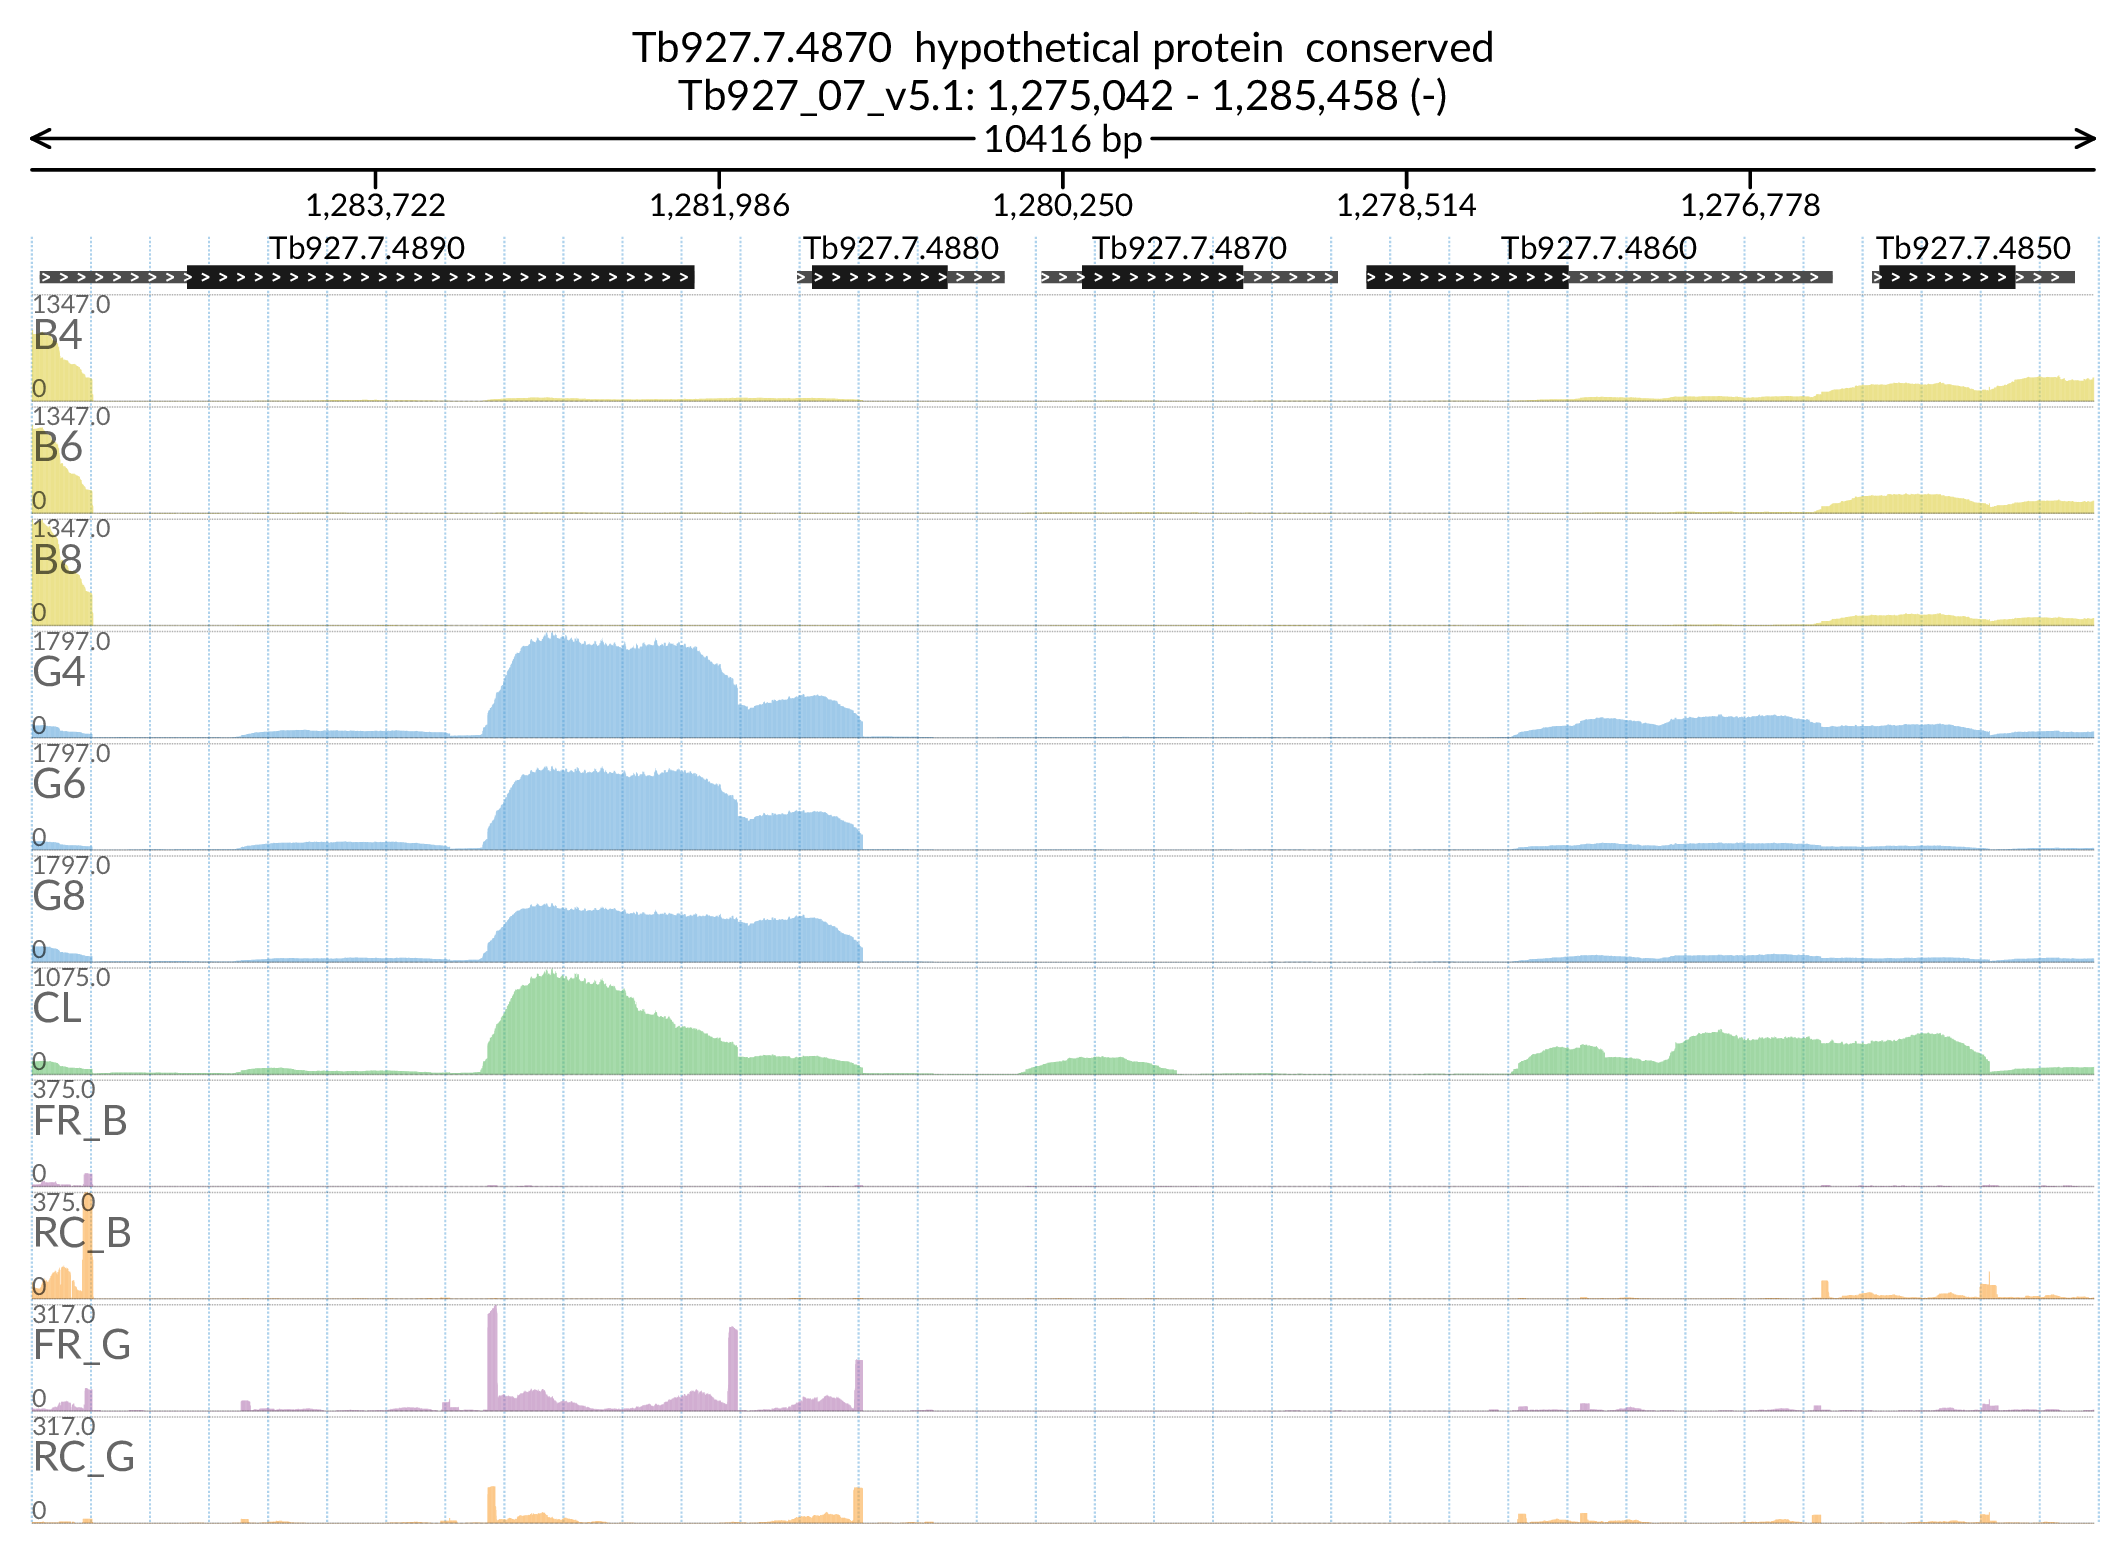 Tb927.7.4870 hypothetical protein conserved
Tb927_07_v5.1: 1,275,042 - 1,285,458 (-)
10416 bp
1,283,722 1,281,986 1,280,250 1,278,514 1,276,778
Tb927.7.4890 Tb927.7.4880 Tb927.7.4870 Tb927.7.4860 Tb927.7.4850
1347.0
B4
0
1347.0
B6
0
1347.0
B8
0
1797.0
G4
0
1797.0
G6
0
1797.0
G8
0
1075.0
CL
0
375.0
FR_B
0
375.0
RC_B
0
317.0
FR_G
0
317.0
RC_G
0